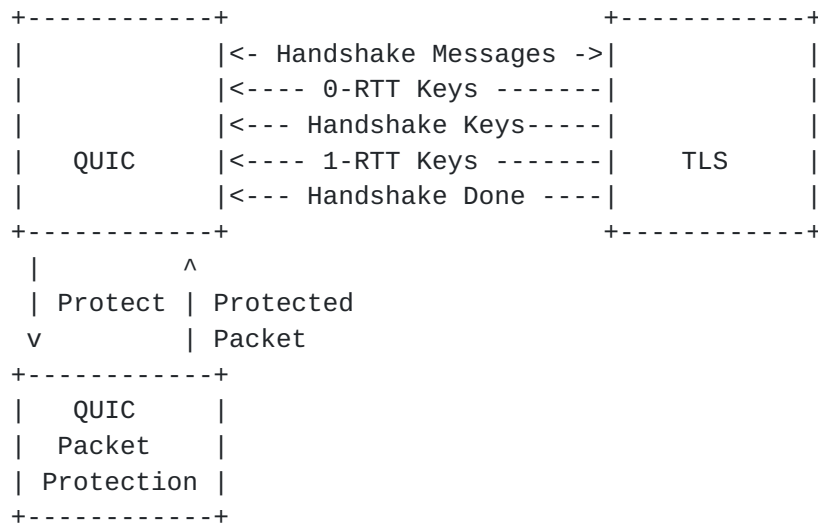 +------------+                        +------------+
|            |<- Handshake Messages ->|            |
|            |<---- 0-RTT Keys -------|            |
|            |<--- Handshake Keys-----|            |
|   QUIC     |<---- 1-RTT Keys -------|    TLS     |
|            |<--- Handshake Done ----|            |
+------------+                        +------------+
 |         ^
 | Protect | Protected
 v         | Packet
+------------+
|   QUIC     |
|  Packet    |
| Protection |
+------------+